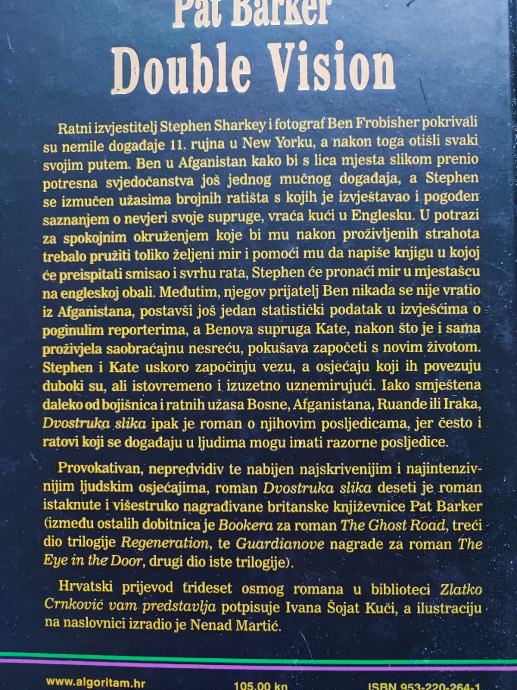 Pat Barker
Double Vision
Ratni izvjestitelj Stephen Sharkey i fotograf Ben Frobisher pokrivali
su nemile događaje 11. rujna u New Yorku, a nakon toga otišli svaki
svojim putem. Ben u Afganistan kako bi s lica mjesta slikom prenio
potresna svjedočanstva još jednog mučnog događaja, a Stephen
se izmučen užasima brojnih ratišta s kojih je izvještavao i pogođen
saznanjem o nevjeri svoje supruge, vraća kući u Englesku. U potrazi
za spokojnim okruženjem koje bi mu nakon proživljenih strahota
trebalo pružiti toliko željeni mir i pomoći mu da napiše knjigu u kojoj
će preispitati smisao i svrhu rata, Stephen će pronaći mir u mjestašcu
na engleskoj obali. Međutim, njegov prijatelj Ben nikada se nije vratio
iz Afganistana, postavši još jedan statistički podatak u izvješćima o
poginulim reporterima, a Benova supruga Kate, nakon što je i sama
proživjela saobraćajnu nesreću, pokušava započeti s novim životom.
Stephen i Kate uskoro započinju vezu, a osjećaji koji ih povezuju
duboki su, ali istovremeno i izuzetno uznemirujući. Iako smještena
daleko od bojišnica i ratnih užasa Bosne, Afganistana, Ruande ili Iraka,
Dvostruka slika ipak je roman o njihovim posljedicama, jer često i
ratovi koji se događaju u ljudima mogu imati razorne posljedice.
Provokativan, nepredvidiv te nabijen najskrivenijim i najintenziv-
nijim ljudskim osjećajima, roman Dvostruka slika deseti je roman
istaknute i višestruko nagrađivane britanske književnice Pat Barker
(između ostalih dobitnica je Bookera za roman The Ghost Road, treći
dio trilogije Regeneration, te Guardianove nagrade za roman The
Eye in the Door, drugi dio iste trilogije).
Hrvatski prijevod trideset osmog romana u biblioteci Zlatko
Crnković vam predstavlja potpisuje Ivana Šojat Kuči, a ilustraciju
na naslovnici izradio je Nenad Martić.
www.algoritam.hr
105,00 kn
ISBN 953-220-264-1